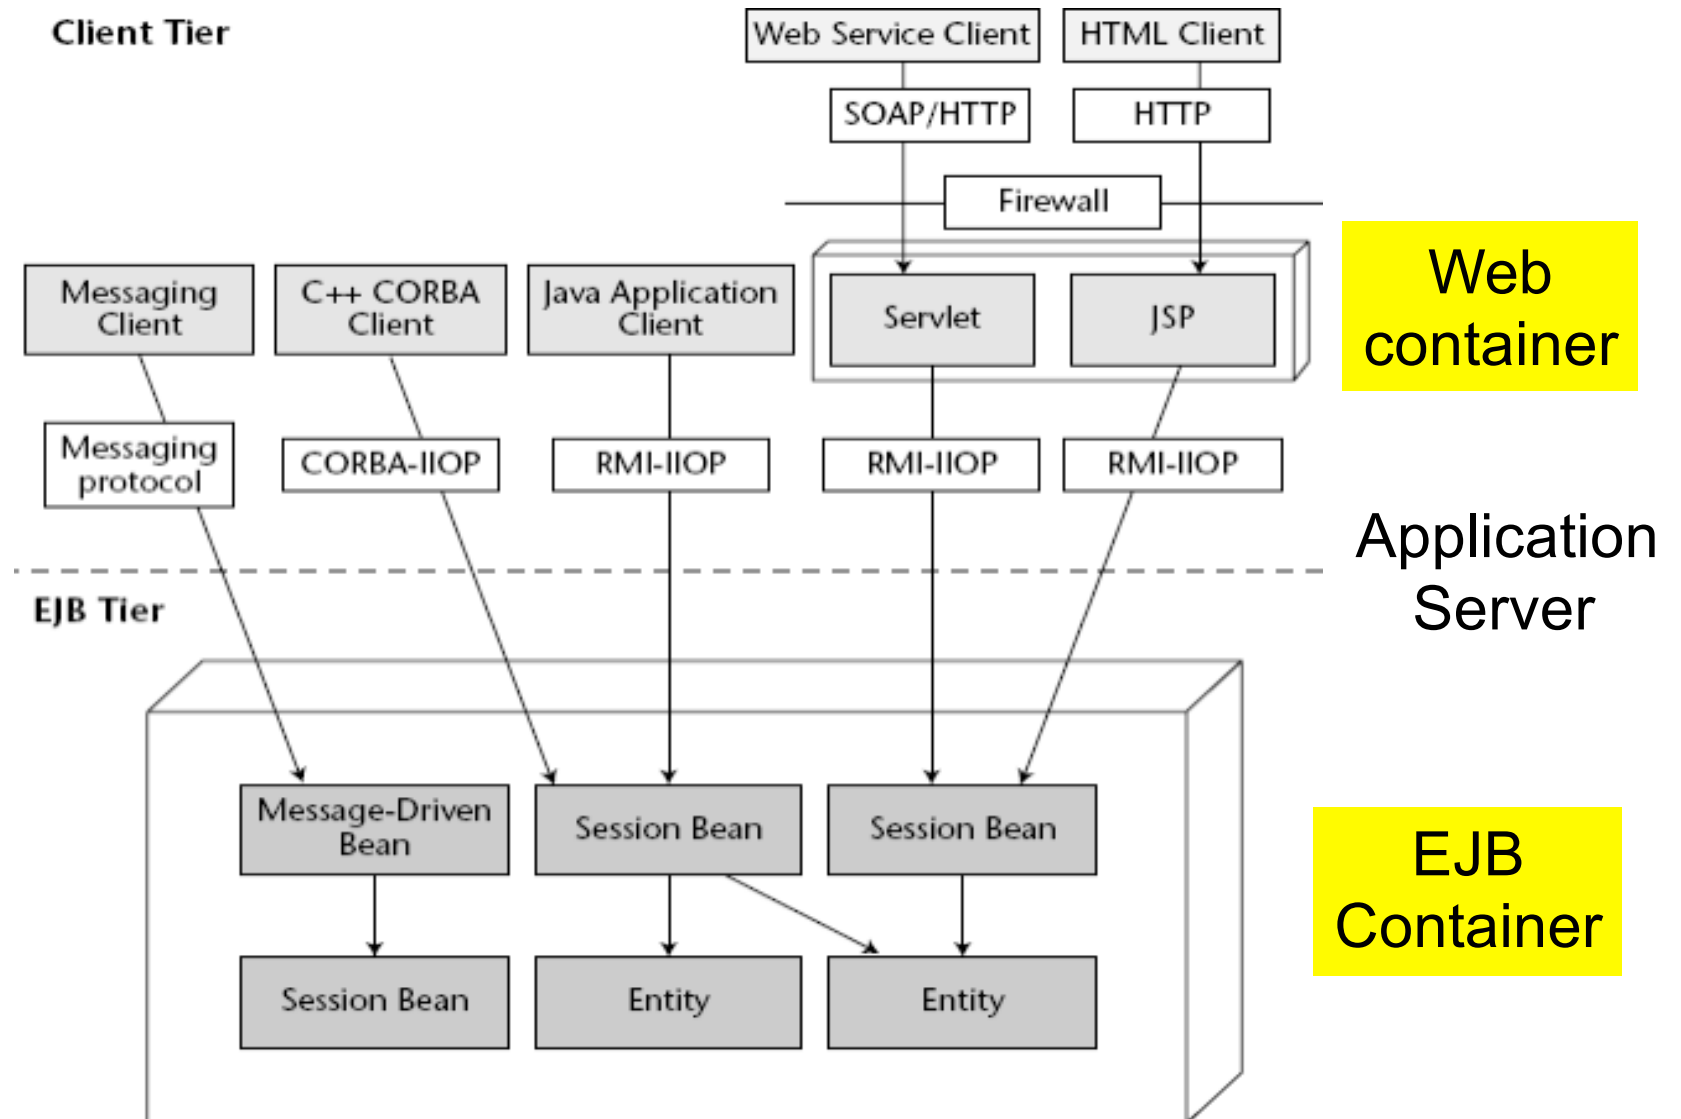 Client Tier
Web Service Client
HTML Client
SOAP/HTTP
HTTP
Firewall
Web
container
Messaging
Client
C++ CORBA
Client
Java Application
Client
Servlet
JSP
Messaging
protocol
CORBA-IIOP
RMI-IIOP
RMI-IIOP
RMI-IIOP
Application
Server
EJB Tier
Message-Driven
Bean
Session Bean
Session Bean
EJB
Container
Session Bean
Entity
Entity